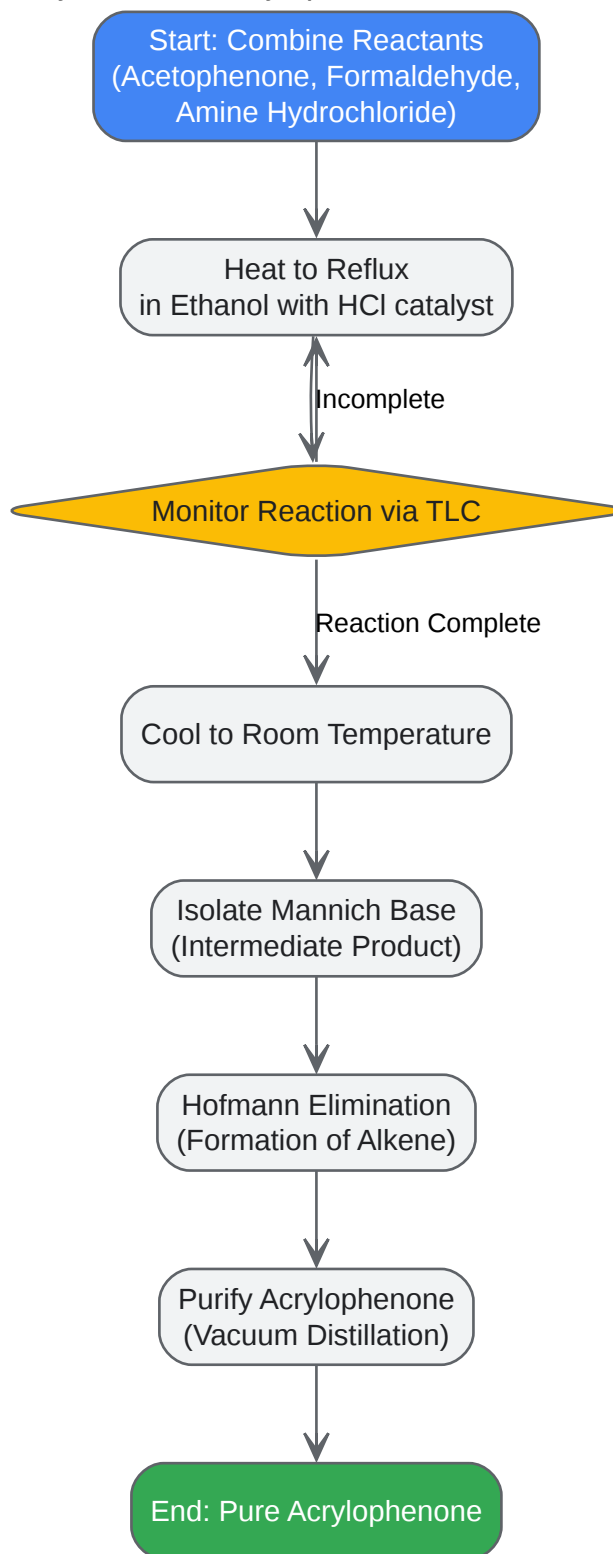 Start: Combine Reactants
(Acetophenone, Formaldehyde,
Amine Hydrochloride)
Heat to Reflux
in Ethanol with HCl catalyst
Incomplete
Monitor Reaction via TLC
Reaction Complete
Cool to Room Temperature
Isolate Mannich Base
(Intermediate Product)
Hofmann Elimination
(Formation of Alkene)
Purify Acrylophenone
(Vacuum Distillation)
End: Pure Acrylophenone